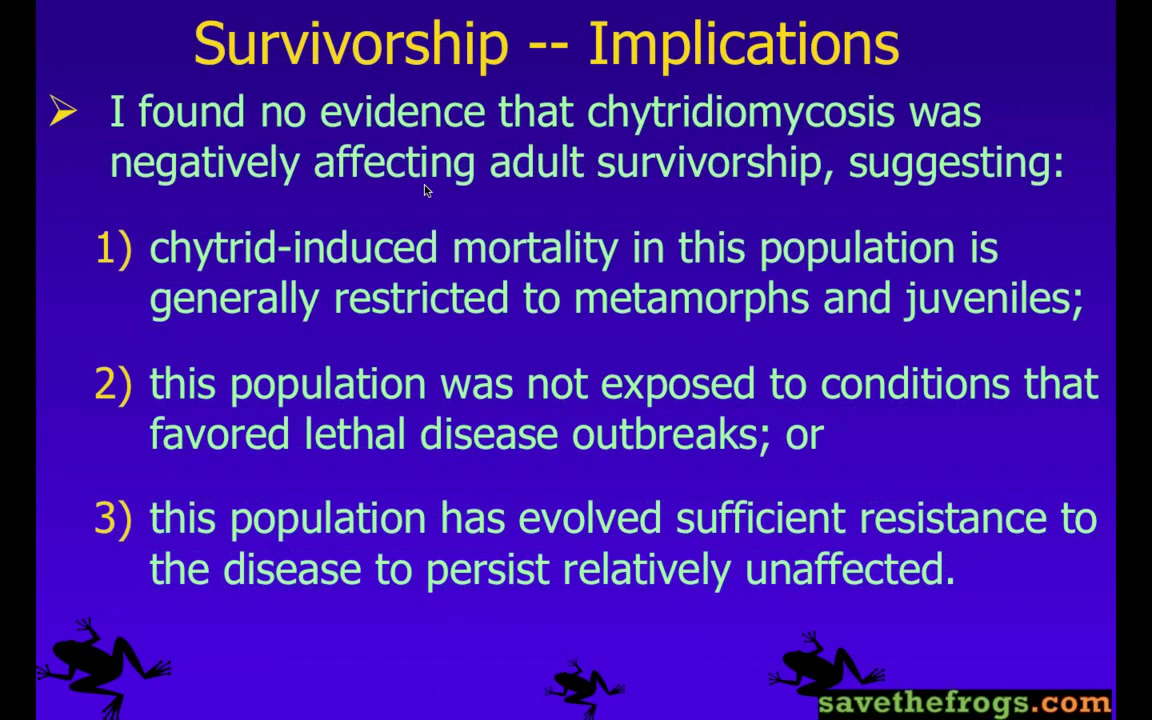 Survivorship -- Implications
I found no evidence that chytridiomycosis was
negatively affecting adult survivorship, suggesting:
1) chytrid-induced mortality in this population is
generally restricted to metamorphs and juveniles;
2) this population was not exposed to conditions that
favored lethal disease outbreaks; or
3) this population has evolved sufficient resistance to
the disease to persist relatively unaffected.
savethefrogs.com